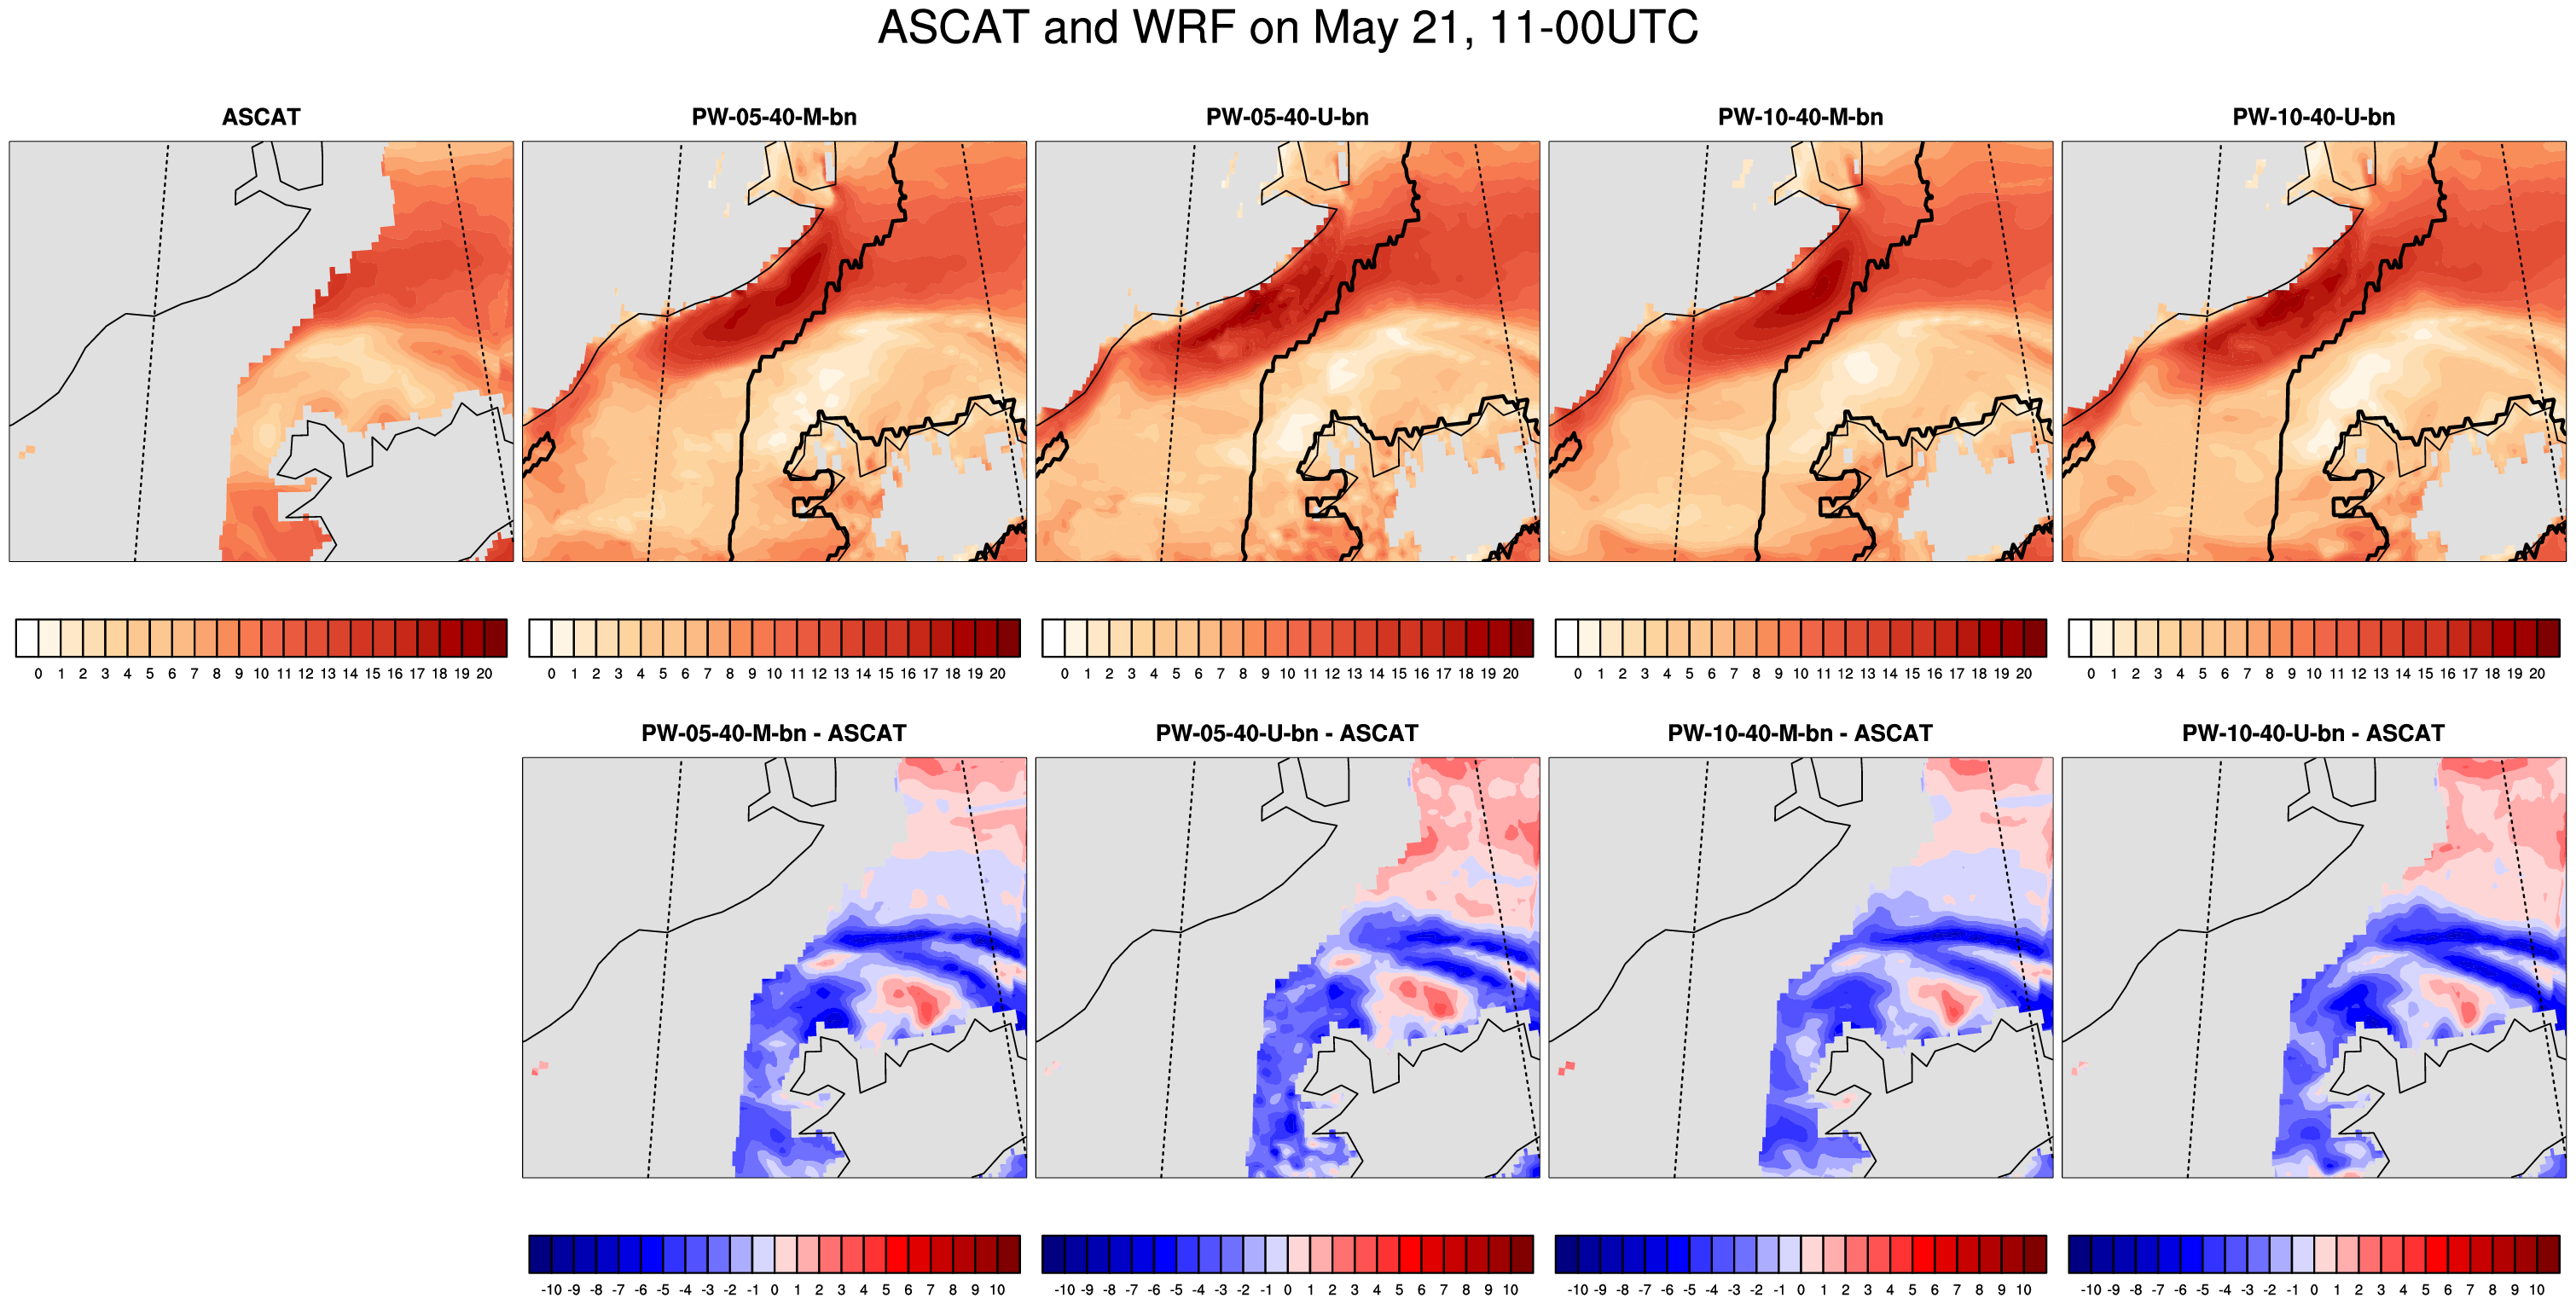 ASCAT and WRF on May 21, 11-00UTC
ASCAT
PW-05-40-M-bn
PW-05-40-U-bn
PW-10-40-M-bn
PW-10-40-U-bn
0 1 2 3 4 5 6 7 8 9 10 11 12 13 14 15 16 17 18 19 20
0 1 2 3 4 5 6 7 8 9 10 11 12 13 14 15 16 17 18 19 20
0 1 2 3 4 5 6 7 8 9 10 11 12 13 14 15 16 17 18 19 20
0 1 2 3 4 5 6 7 8 9 10 11 12 13 14 15 16 17 18 19 20
0 1 2 3 4 5 6 7 8 9 10 11 12 13 14 15 16 17 18 19 20
PW-05-40-M-bn - ASCAT
PW-05-40-U-bn - ASCAT
PW-10-40-M-bn - ASCAT
PW-10-40-U-bn - ASCAT
-10 -9 -8 -7 -6 -5 -4 -3 -2 -1 0 1 2 3 4 5 6 7 8 9 10
-10 -9 -8 -7 -6 -5 -4 -3 -2 -1 0 1 2 3 4 5 6 7 8 9 10
-10 -9 -8 -7 -6 -5 -4 -3 -2 -1 0 1 2 3 4 5 6 7 8 9 10
-10 -9 -8 -7 -6 -5 -4 -3 -2 -1 0 1 2 3 4 5 6 7 8 9 10